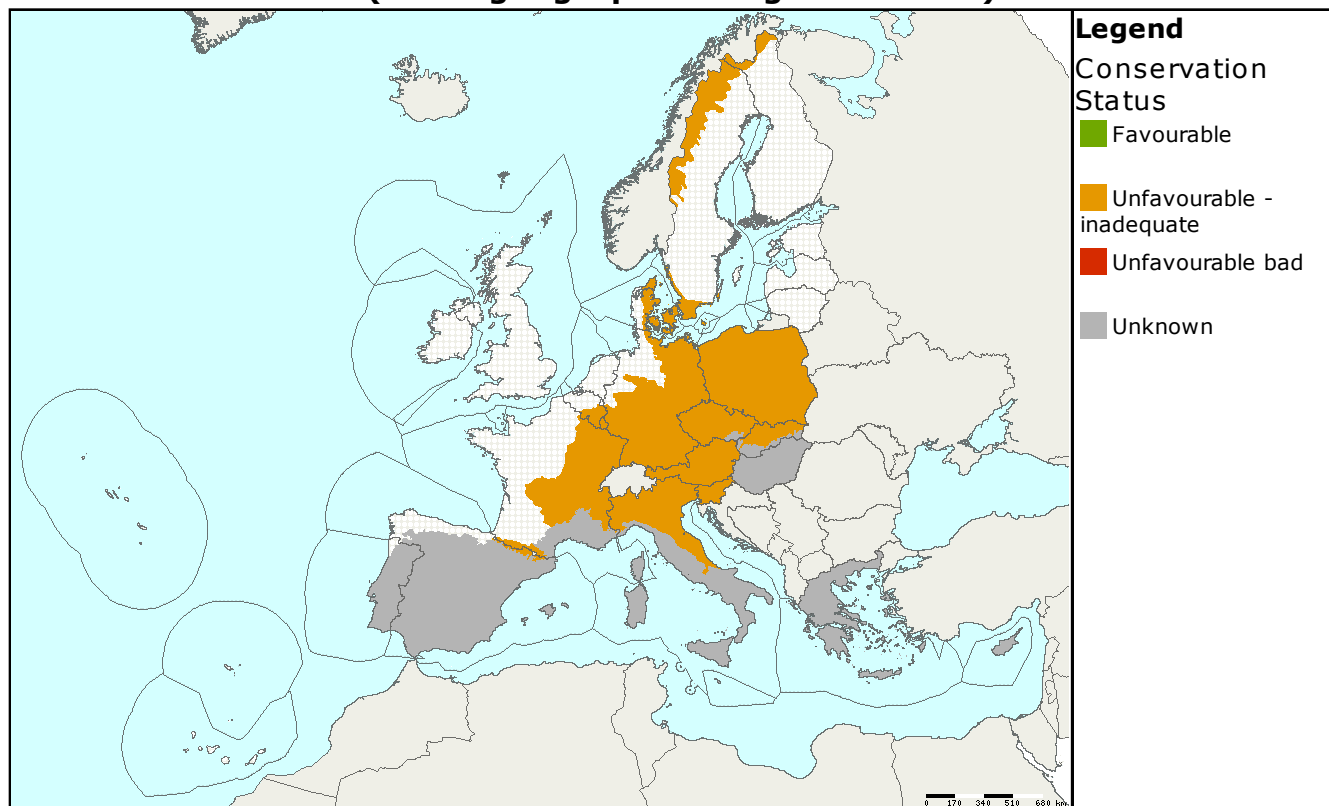 Legend
Conservation
Status
Favourable
Unfavourable -
inadequate
Unfavourable bad
Unknown
0 170 340 510 680 km